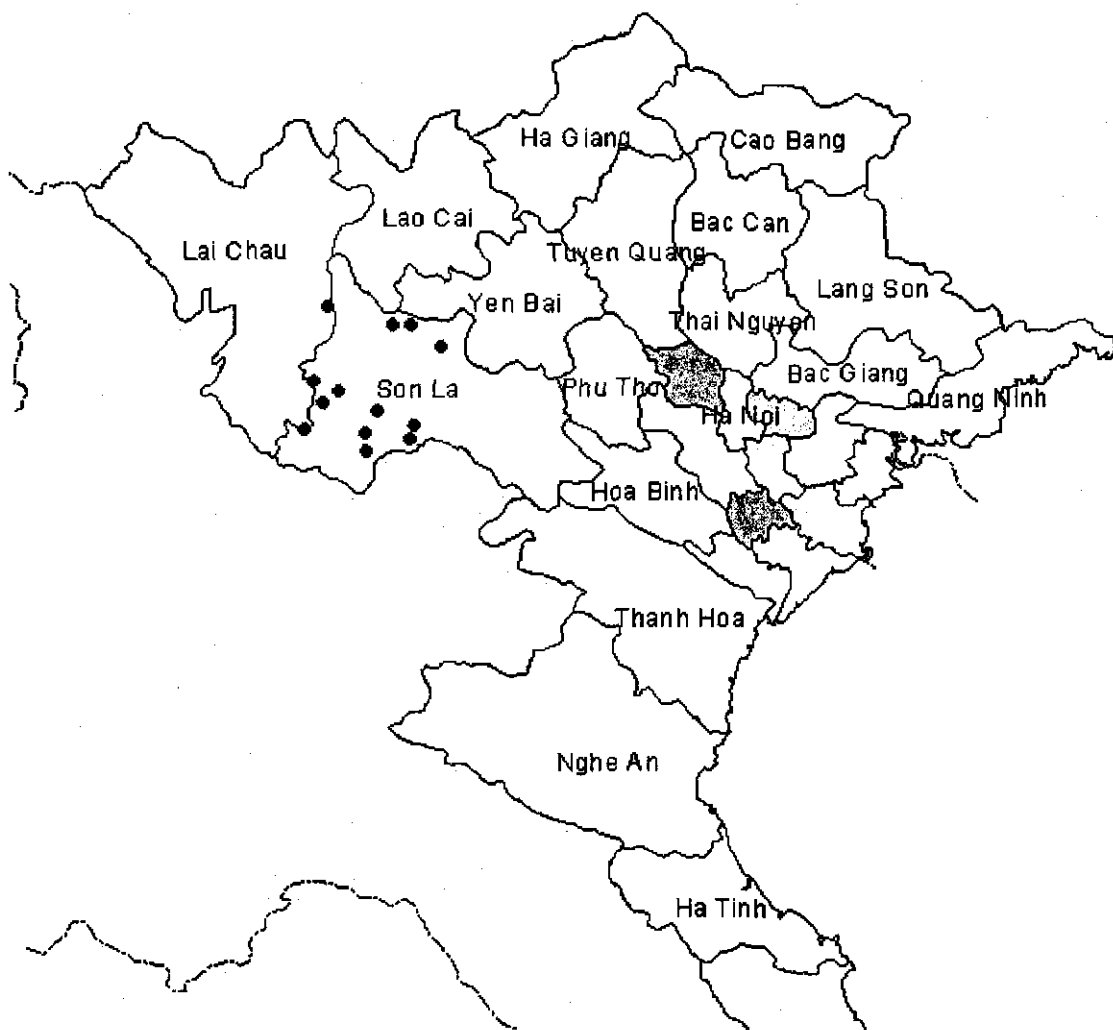 Ha Giang
Cao Bang
Lao Cai
Bac Can
Lai Chau
Tuyen Quang
Lang Son
Yen Bai
Thai Nguyen
Bac Giang
Son La
Phu Tho
Quang Ninh
Ha Noi
Hoa Binh
Thanh Hoa
Nghe An
Ha Tinh